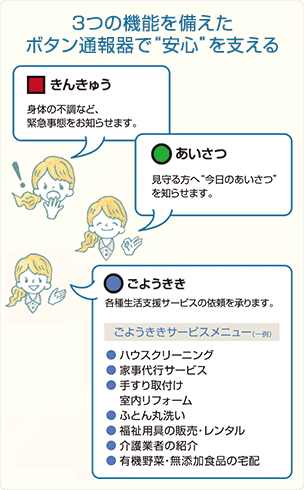 3つの機能を備えた
ボタン通報器で“安心”を支える
きんきゅう
身体の不調など、
緊急事態をお知らせます。
あいさつ
見守る方へ“今日のあいさつ”
を知らせます。
ごようきき
各種生活支援サービスの依頼を承ります。
ごようききサービスメニュー(一例)
● ハウスクリーニング
● 家事代行サービス
● 手すり取付け
室内リフォーム
● ふとん丸洗い
● 福祉用具の販売・レンタル
● 介護業者の紹介
● 有機野菜・無添加食品の宅配